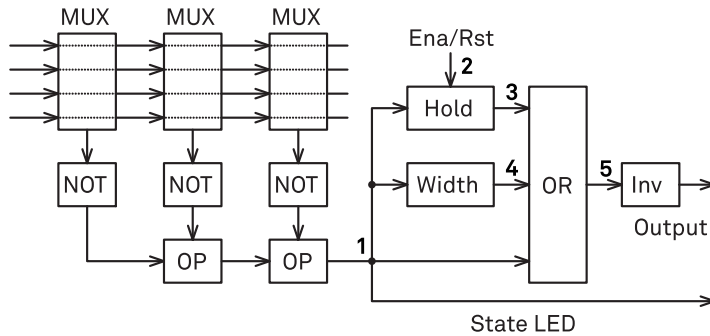 MUX MUX MUX
Ena/Rst
2
Hold 3
NOT NOT NOT Width 4 OR 5 Inv
Output
OP OP 1
State LED